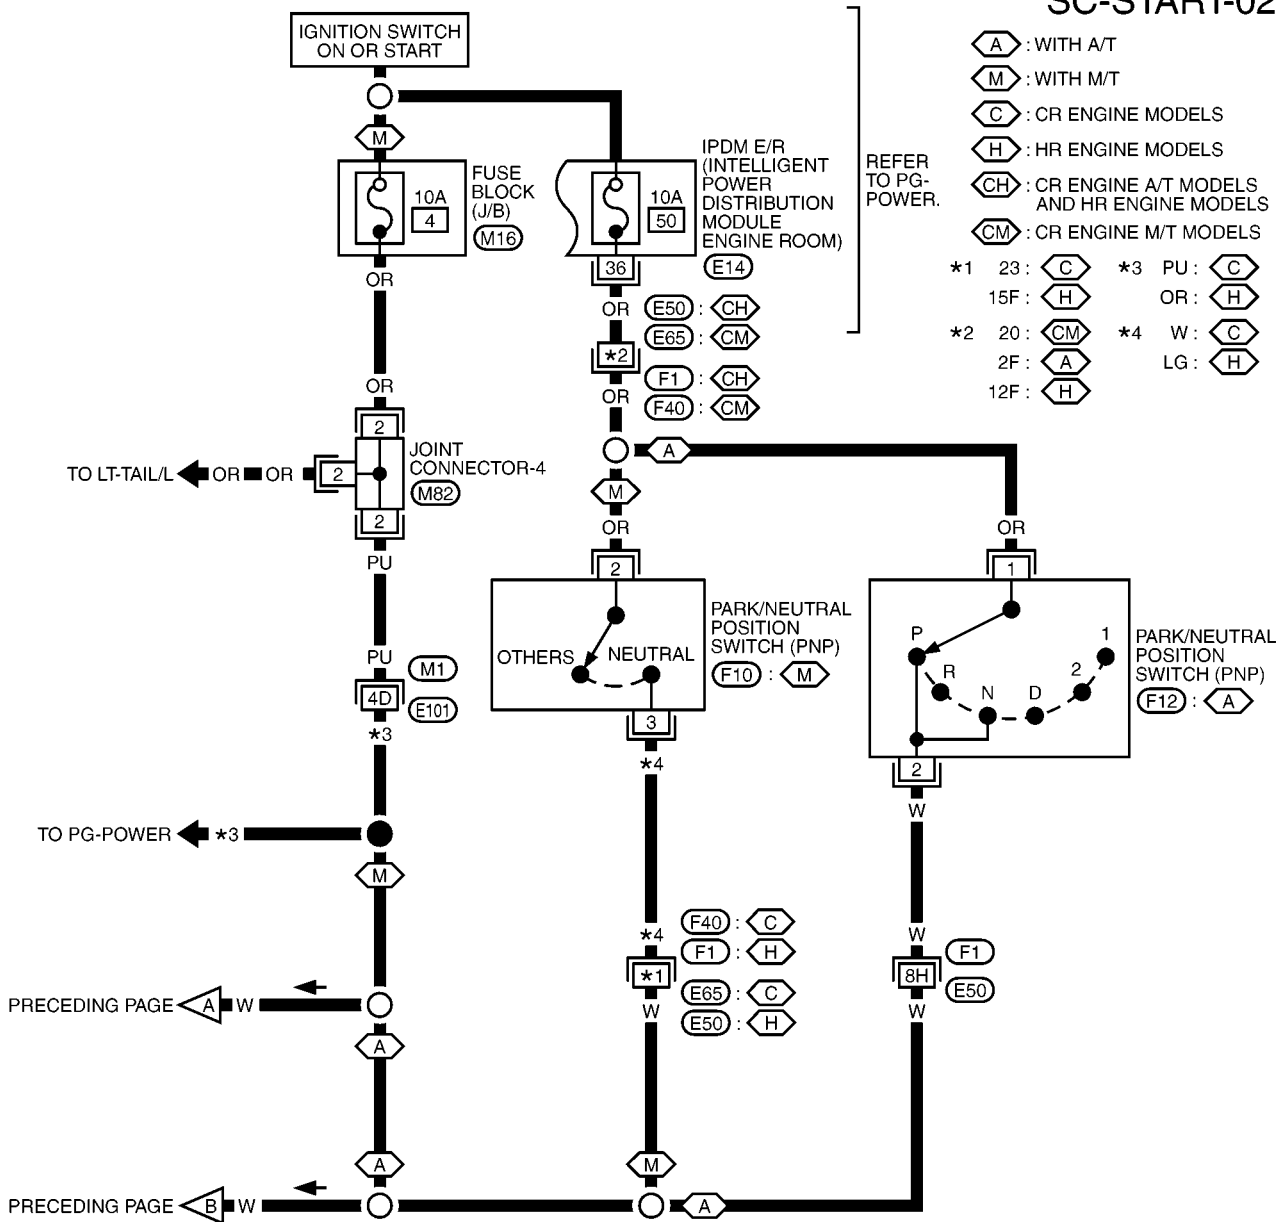 SC-START-02
IGNITION SWITCH
ON OR START
A : WITH A/T
M : WITH M/T
C : CR ENGINE MODELS
H : HR ENGINE MODELS
CH : CR ENGINE A/T MODELS
AND HR ENGINE MODELS
CM : CR ENGINE M/T MODELS
*1 23 : C
15F : H
*2 20 : CM
2F : A
12F : H
*3 PU : C
OR : H
*4 W : C
LG : H
M
10A
4
FUSE
BLOCK
(J/B)
M16
10A
50
IPDM E/R
(INTELLIGENT
POWER
DISTRIBUTION
MODULE
ENGINE ROOM)
E14
REFER
TO PG-
POWER.
36
OR
OR
E50 : CH
E65 : CM
*2
F1 : CH
F40 : CM
OR
OR
2
JOINT
CONNECTOR-4
M82
TO LT-TAIL/L OR OR 2
2
PU
A
M
OR
OR
2
1
OTHERS NEUTRAL
3
PARK/NEUTRAL
POSITION
SWITCH (PNP)
F10 : M
P
R
N
D
2
1
2
PARK/NEUTRAL
POSITION
SWITCH (PNP)
F12 : A
PU
M1
4D
E101
*3
TO PG-POWER *3
M
*4
W
*4
F40 : C
F1 : H
*1
E65 : C
E50 : H
W
W
F1
8H
E50
W
PRECEDING PAGE A W
A
A
M
PRECEDING PAGE B W
A